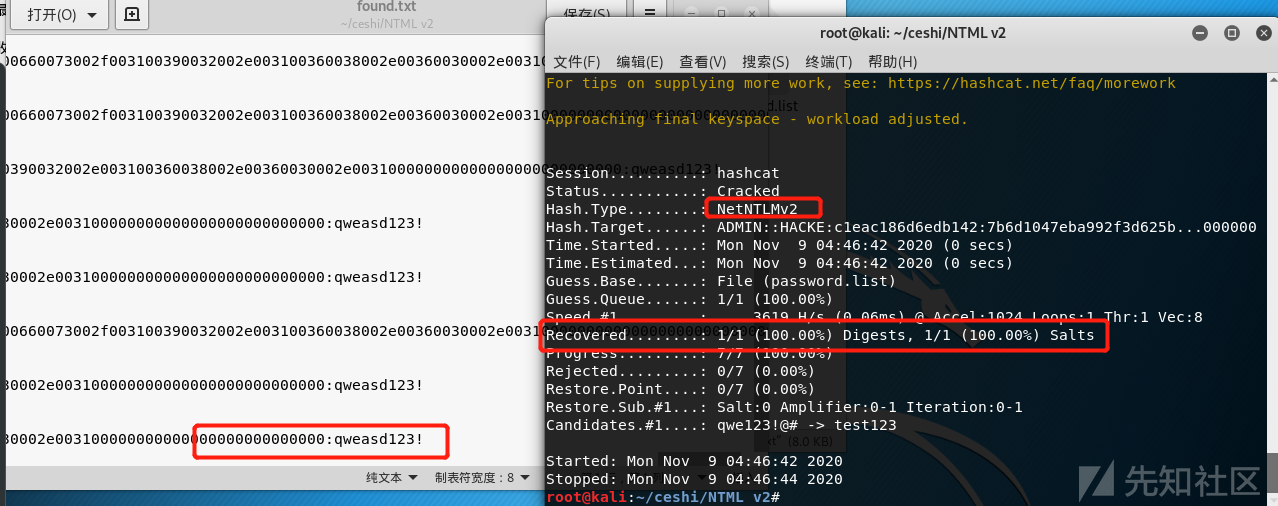 打开(O)
found.txt
~/ceshi/NTML v2
保存(S)
00660073002f003100390032002e003100360038002e00360030002e0031
0390032002e003100360038002e00360030002e00310000000000000000000000000000:qweasd123!
30002e00310000000000000000000000000000:qweasd123!
30002e00310000000000000000000000000000:qweasd123!
00660073002f003100390032002e003100360038002e00360030002e0031
30002e00310000000000000000000000000000:qweasd123!
30002e00310000000000000000000000000000:qweasd123!
纯文本 制表符宽度：8
root@kali: ~/ceshi/NTML v2
文件(F) 编辑(E) 查看(V) 搜索(S) 终端(T) 帮助(H)
For tips on supplying more work, see: https://hashcat.net/faq/morework
d.list
Approaching final keyspace - workload adjusted.
Session..........: hashcat
Status...........: Cracked
Hash.Type........: NetNTLMv2
Hash.Target......: ADMIN::HACKE:c1eac186d6edb142:7b6d1047eba992f3d625b...000000
Time.Started.....: Mon Nov  9 04:46:42 2020 (0 secs)
Time.Estimated...: Mon Nov  9 04:46:42 2020 (0 secs)
Guess.Base.......: File (password.list)
Guess.Queue......: 1/1 (100.00%)
Speed.#1.........:     3619 H/s (0.06ms) @ Accel:1024 Loops:1 Thr:1 Vec:8
Recovered........: 1/1 (100.00%) Digests, 1/1 (100.00%) Salts
Progress.........: 7/7 (100.00%)
Rejected.........: 0/7 (0.00%)
Restore.Point....: 0/7 (0.00%)
Restore.Sub.#1...: Salt:0 Amplifier:0-1 Iteration:0-1
Candidates.#1....: qwe123!@# -> test123
(8.0 KB)
Started: Mon Nov  9 04:46:42 2020
Stopped: Mon Nov  9 04:46:44 2020
root@kali:~/ceshi/NTML v2#
先知社区